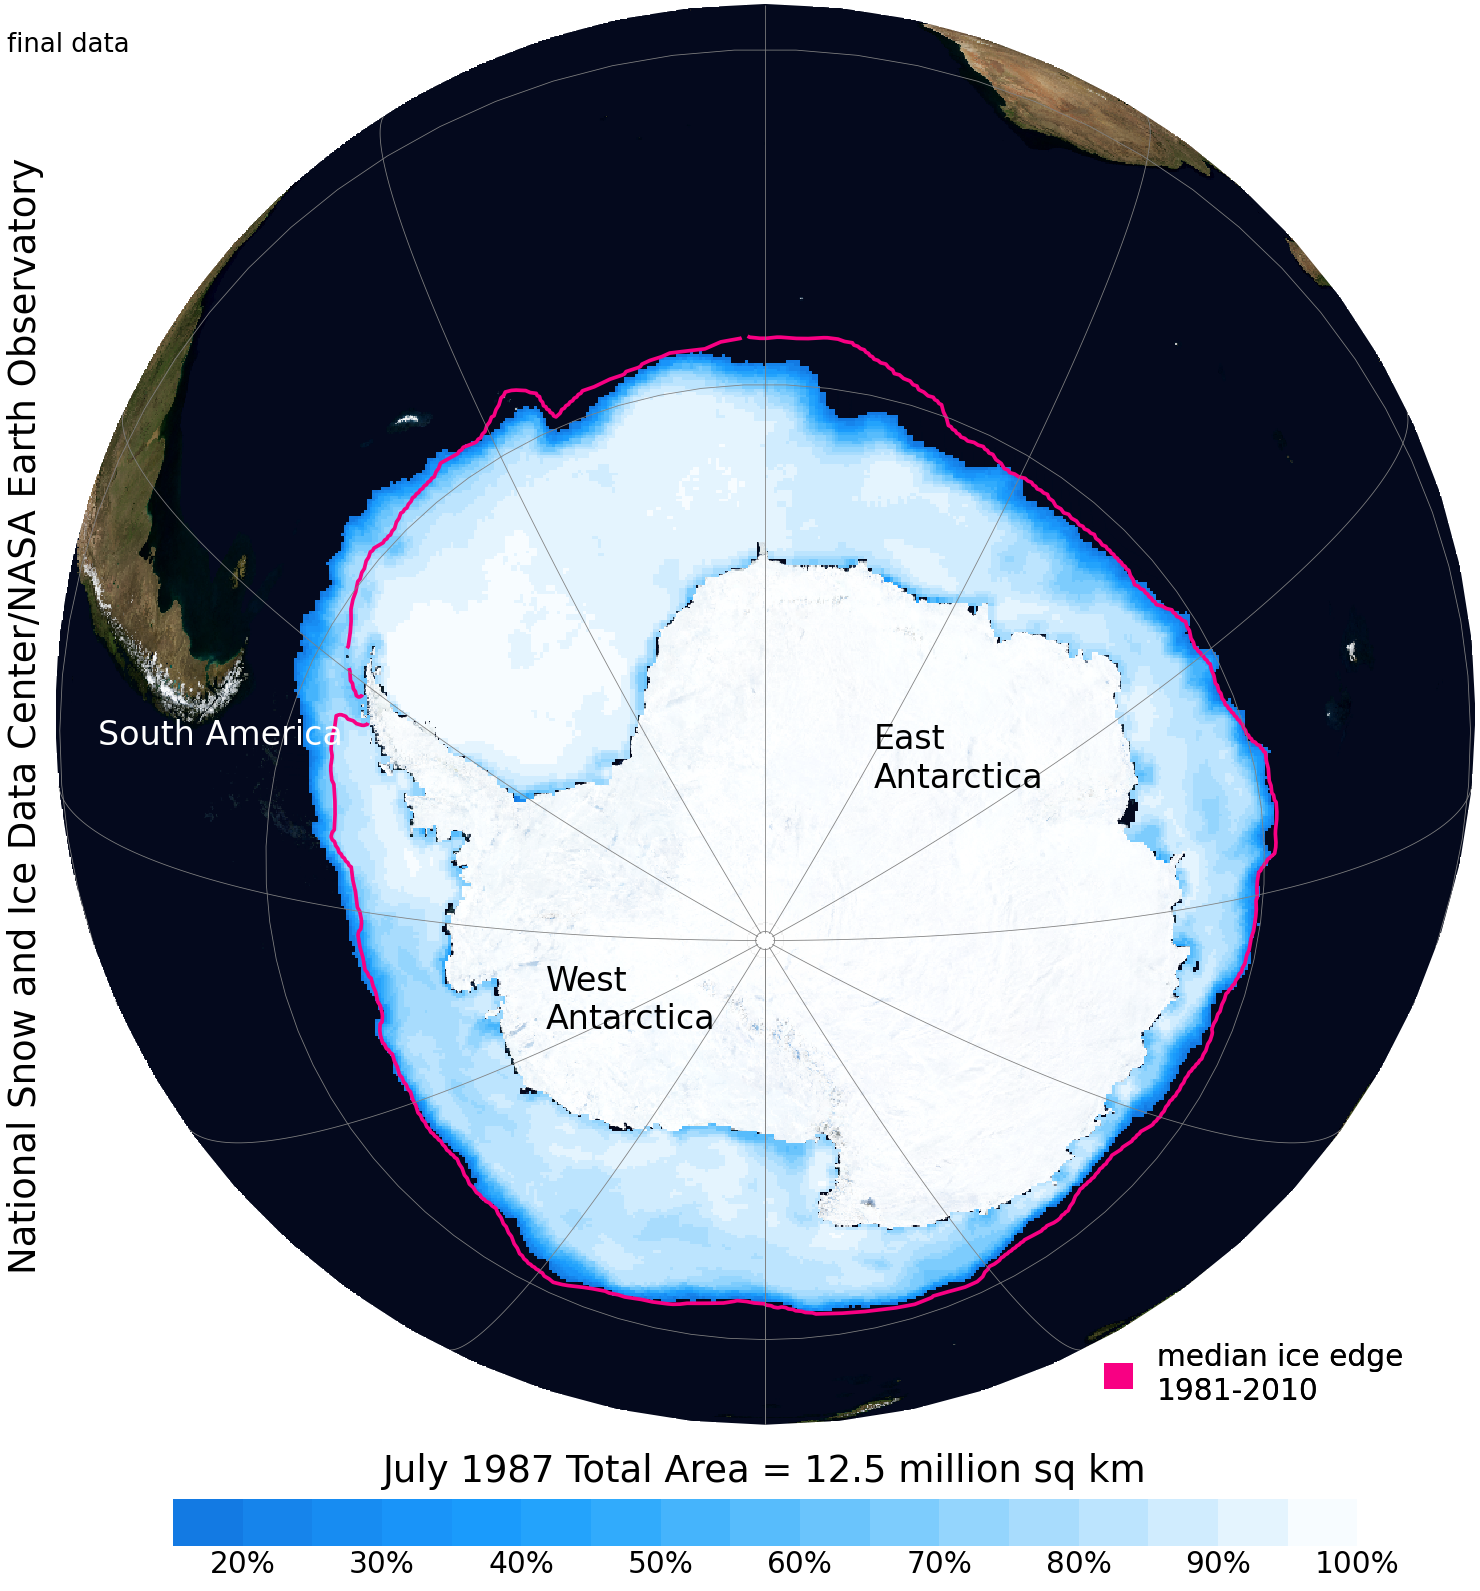 final data
National Snow and Ice Data Center/NASA Earth Observatory
South America
East
Antarctica
West
Antarctica
median ice edge
1981-2010
July 1987 Total Area = 12.5 million sq km
20% 30% 40% 50% 60% 70% 80% 90% 100%